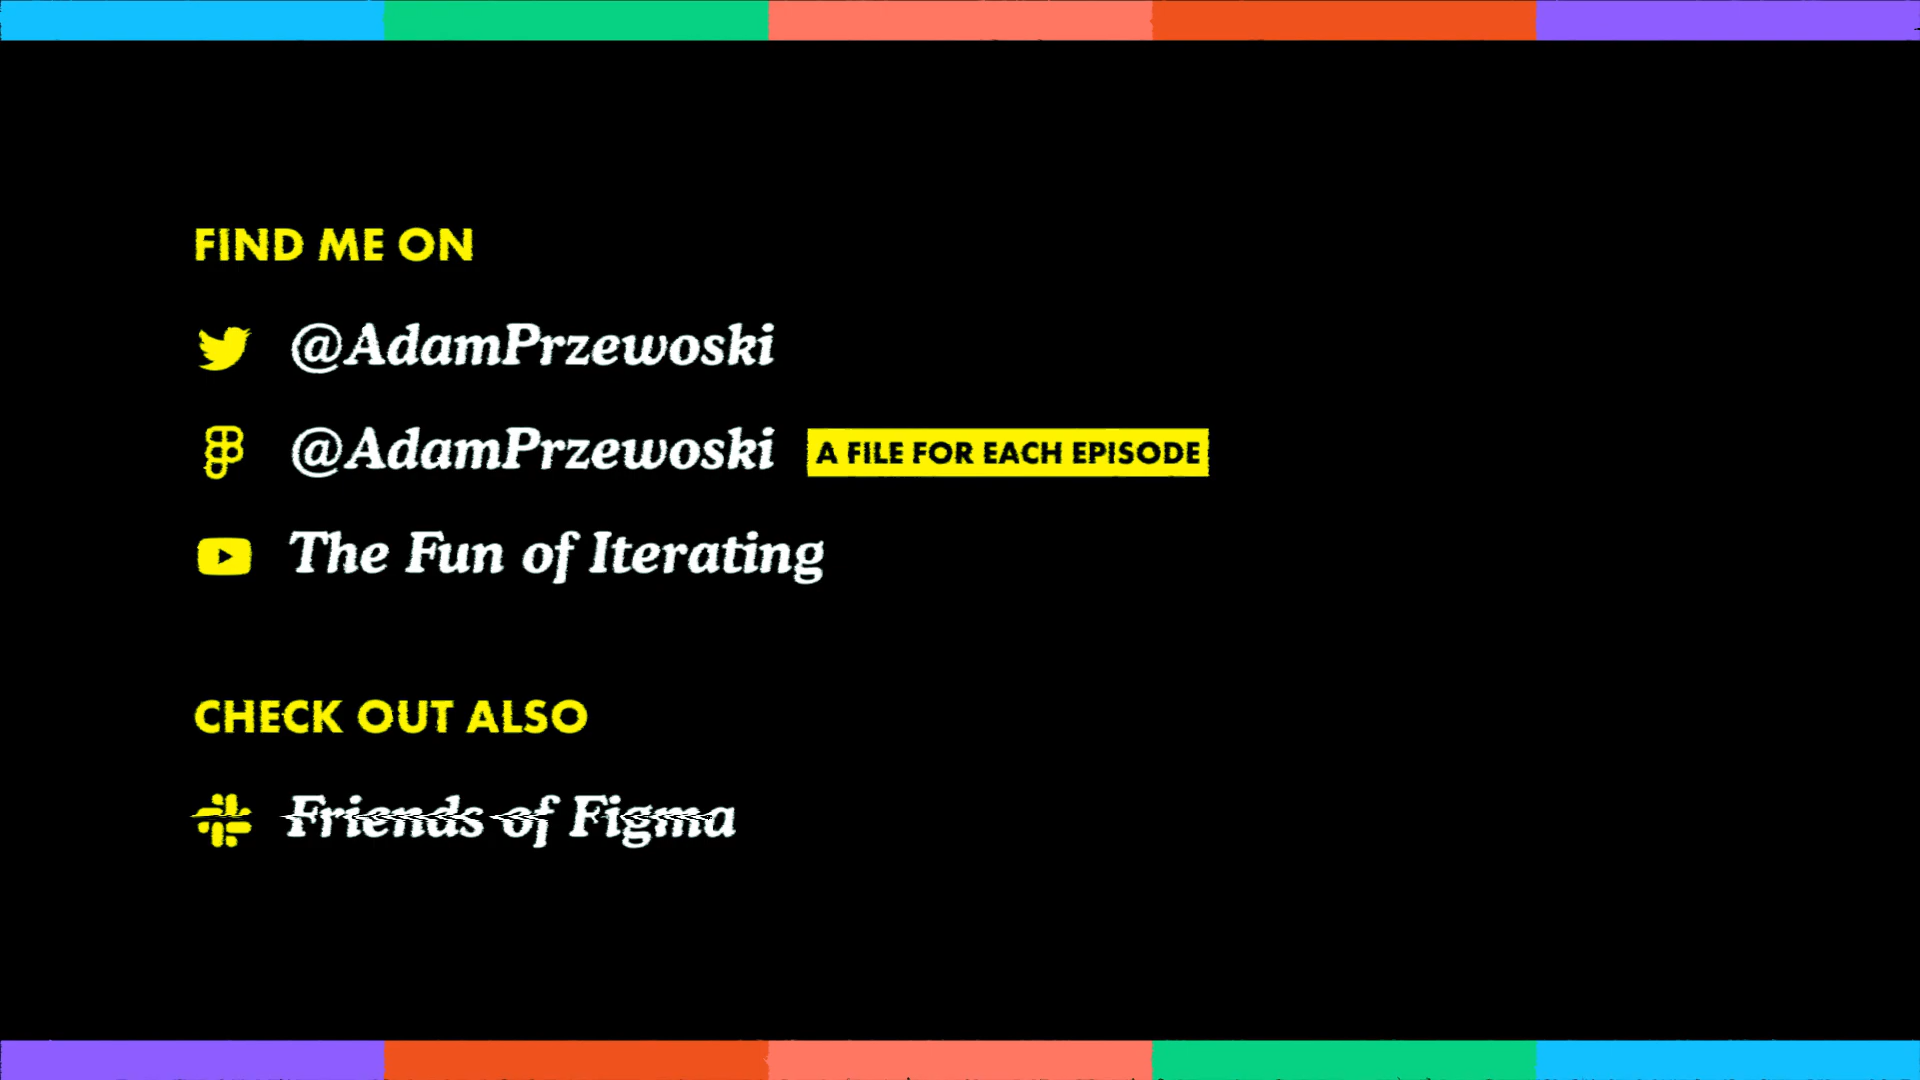 FIND ME ON
@AdamPrzewoski
@AdamPrzewoski A FILE FOR EACH EPISODE
The Fun of Iterating
CHECK OUT ALSO
Friends of Figma